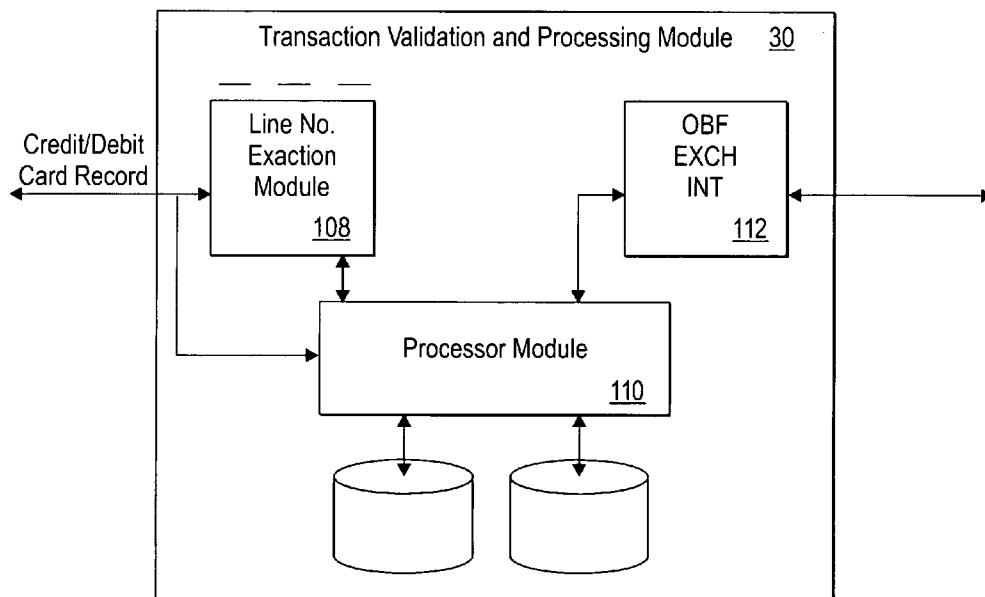 Transaction Validation and Processing Module 30
Credit/Debit
Card Record
Line No.
Exaction
Module
108
OBF
EXCH
INT
112
Processor Module
110